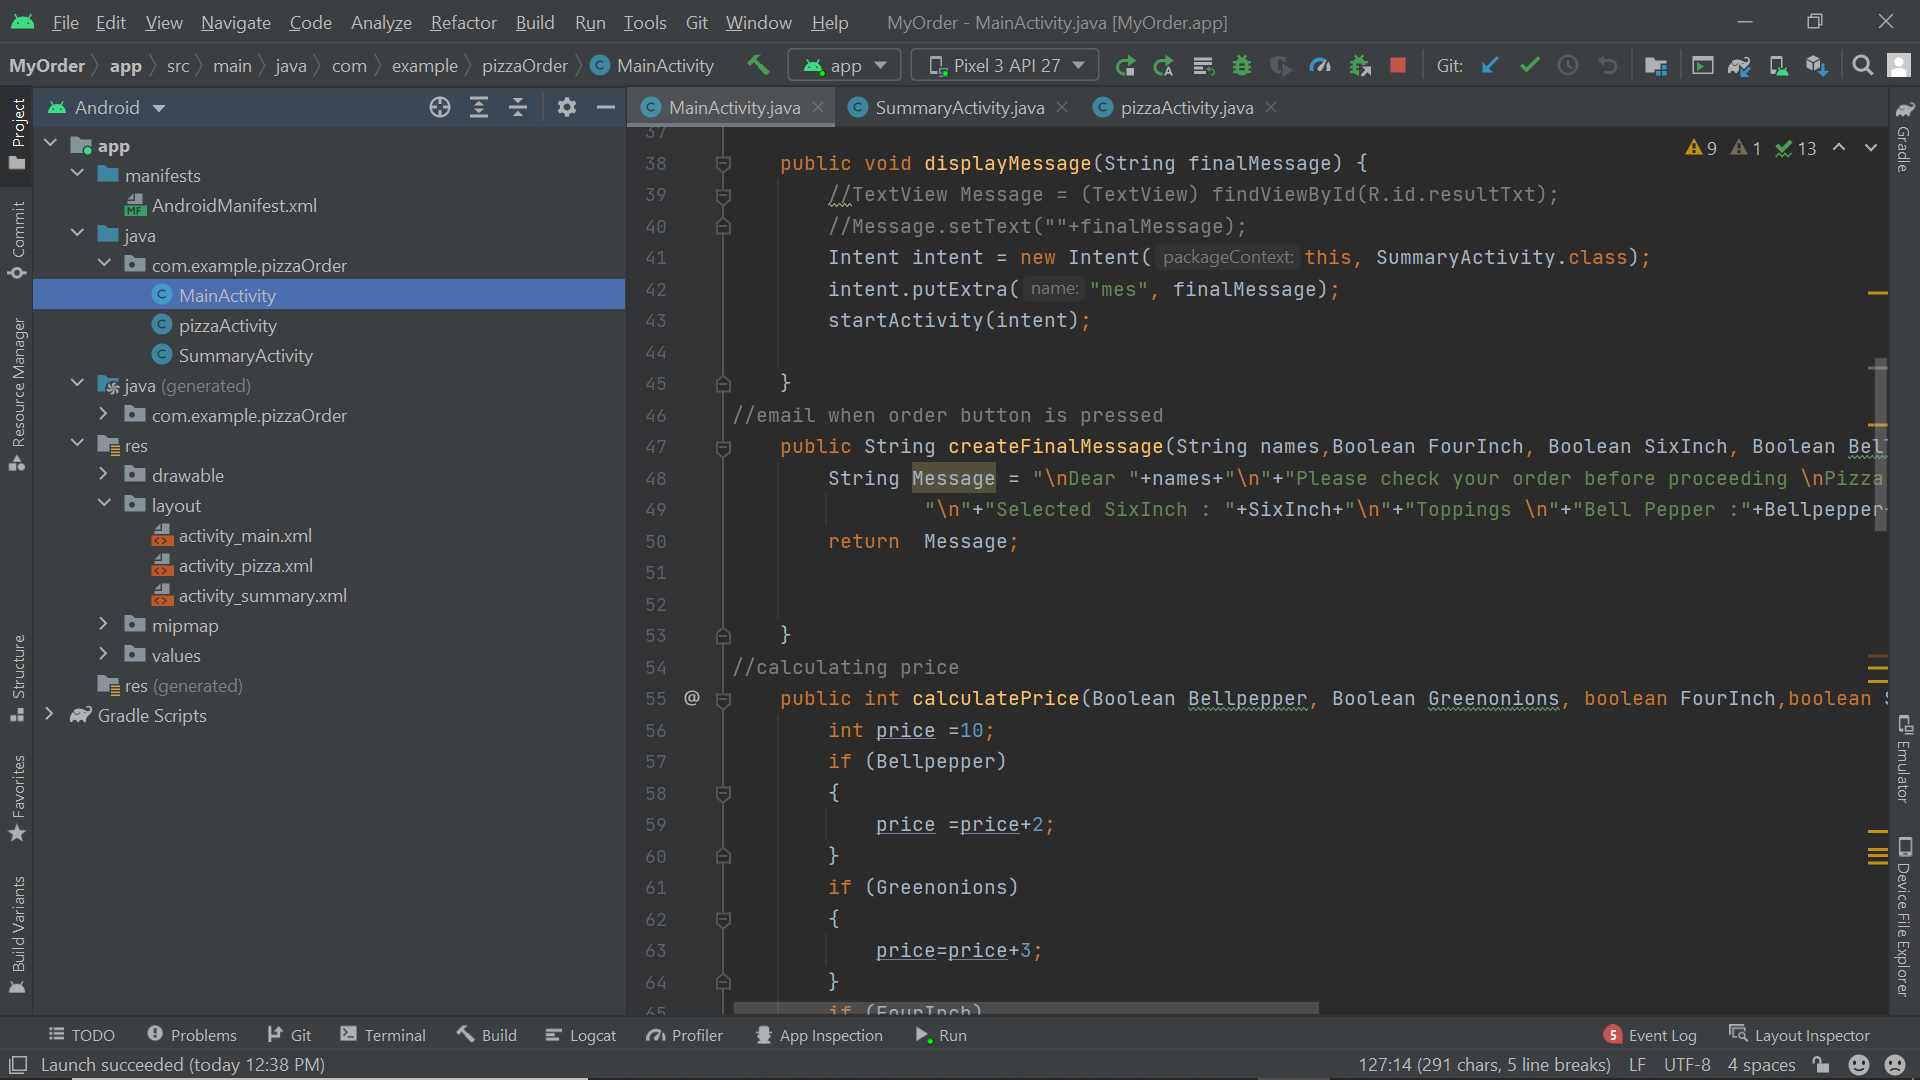 File Edit View Navigate Code Analyze Refactor Build Run Tools Git Window Help MyOrder - MainActivity.java [MyOrder.app]
MyOrder app src main java com example pizzaOrder MainActivity app Pixel 3 API 27 Git:
Android
MainActivity.java SummaryActivity.java pizzaActivity.java
Project
Commit
Resource Manager
Structure
Favorites
Build Variants
app
manifests
AndroidManifest.xml
java
com.example.pizzaOrder
MainActivity
pizzaActivity
SummaryActivity
java (generated)
com.example.pizzaOrder
res
drawable
layout
activity_main.xml
activity_pizza.xml
activity_summary.xml
mipmap
values
res (generated)
Gradle Scripts
9 1 13
37
38 public void displayMessage(String finalMessage) {
39 //TextView Message = (TextView) findViewById(R.id.resultTxt);
40 //Message.setText(""+finalMessage);
41 Intent intent = new Intent( packageContext: this, SummaryActivity.class);
42 intent.putExtra( name: "mes", finalMessage);
43 startActivity(intent);
44
45 }
46 //email when order button is pressed
47 public String createFinalMessage(String names,Boolean FourInch, Boolean SixInch, Boolean Bel
48 String Message = "\nDear "+names+"\n"+"Please check your order before proceeding \nPizza
49 "\n"+"Selected SixInch : "+SixInch+"\n"+"Toppings \n"+"Bell Pepper :"+Bellpepper+
50 return Message;
51
52
53 }
54 //calculating price
55 @ public int calculatePrice(Boolean Bellpepper, Boolean Greenonions, boolean FourInch,boolean S
56 int price =10;
57 if (Bellpepper)
58 {
59 price =price+2;
60 }
61 if (Greenonions)
62 {
63 price=price+3;
64 }
65 if (FourInch)
Gradle
Emulator
Device File Explorer
TODO Problems Git Terminal Build Logcat Profiler App Inspection Run 5 Event Log Layout Inspector
Launch succeeded (today 12:38 PM) 127:14 (291 chars, 5 line breaks) LF UTF-8 4 spaces